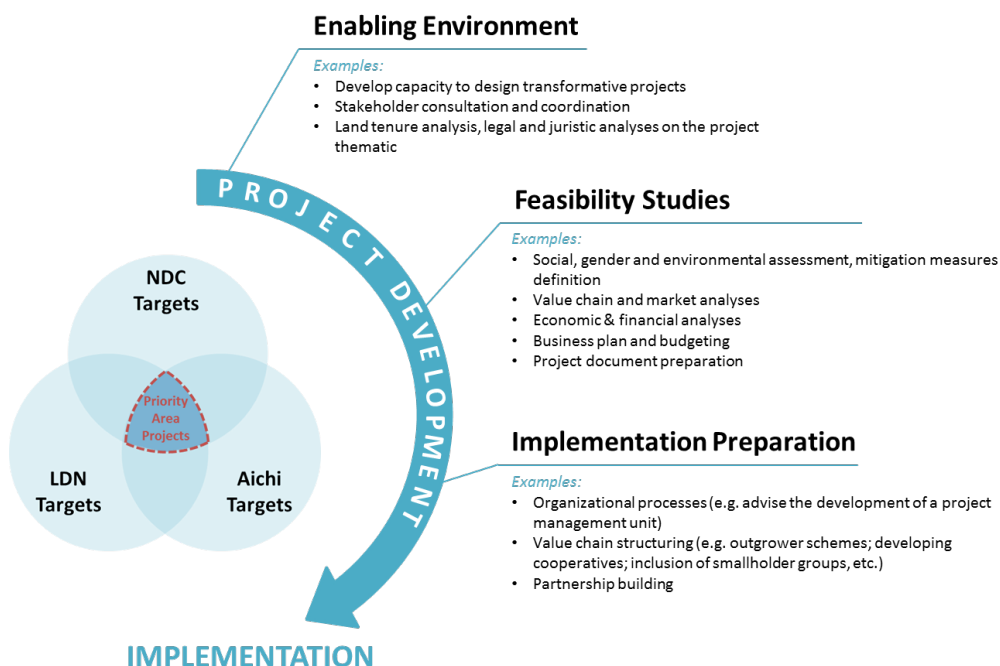 Enabling Environment
Examples:
• Develop capacity to design transformative projects
• Stakeholder consultation and coordination
• Land tenure analysis, legal and juristic analyses on the project
thematic
PROJECT DEVELOPMENT
Feasibility Studies
Examples:
• Social, gender and environmental assessment, mitigation measures
definition
• Value chain and market analyses
• Economic & financial analyses
• Business plan and budgeting
• Project document preparation
NDC
Targets
Priority
Area
Projects
LDN
Targets
Aichi
Targets
Implementation Preparation
Examples:
• Organizational processes (e.g. advise the development of a project
management unit)
• Value chain structuring (e.g. outgrower schemes; developing
cooperatives; inclusion of smallholder groups, etc.)
• Partnership building
IMPLEMENTATION